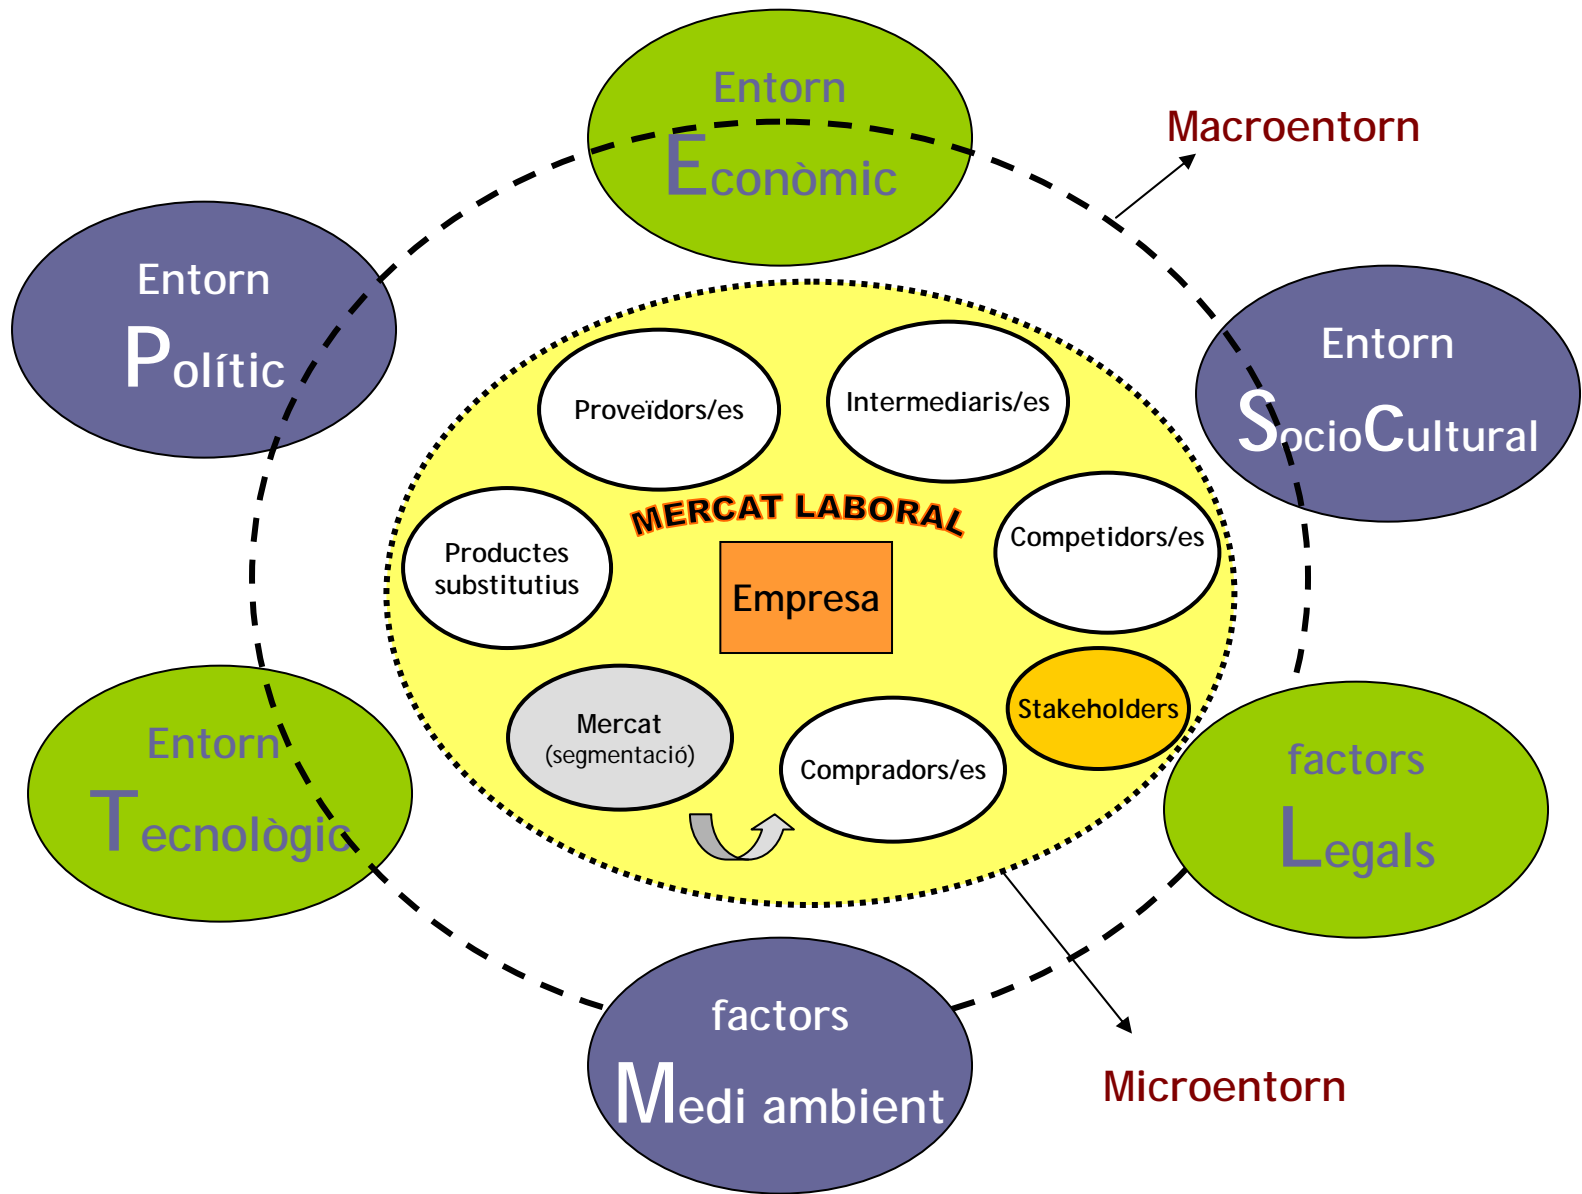 Entorn
Econòmic
Macroentorn
Entorn
Polític
Entorn
SocioCultural
Proveïdors/es
Intermediaris/es
MERCAT LABORAL
Productes
substitutius
Empresa
Competidors/es
Stakeholders
Mercat
(segmentació)
Compradors/es
Entorn
Tecnològic
factors
Legals
factors
Medi ambient
Microentorn